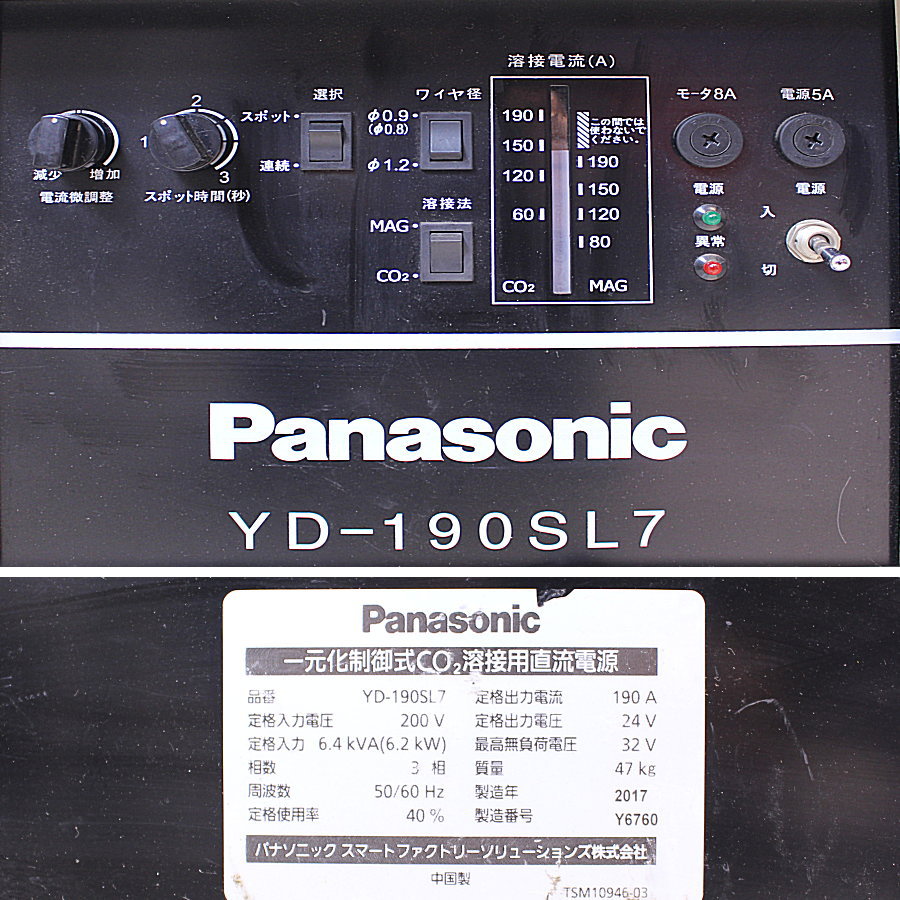 溶接電流(A)
選択
ワイヤ径
モータ8A
電源5A
スポット
連続
φ0.9
(φ0.8)
φ1.2
溶接法
MAG
CO₂
減少
増加
電流微調整
1
2
3
スポット時間(秒)
190
150
120
60
CO₂
この間では
使わないで
ください。
190
150
120
80
MAG
電源
異常
電源
入
切
Panasonic
YD-190SL7
Panasonic
一元化制御式CO₂溶接用直流電源
品番 YD-190SL7 定格出力電流 190 A
定格入力電圧 200 V 定格出力電圧 24 V
定格入力 6.4 kVA(6.2 kW) 最高無負荷電圧 32 V
相数 3 相 質量 47 kg
周波数 50/60 Hz 製造年 2017
定格使用率 40 % 製造番号 Y6760
パナソニック スマートファクトリーソリューションズ株式会社
中国製
TSM10946-03